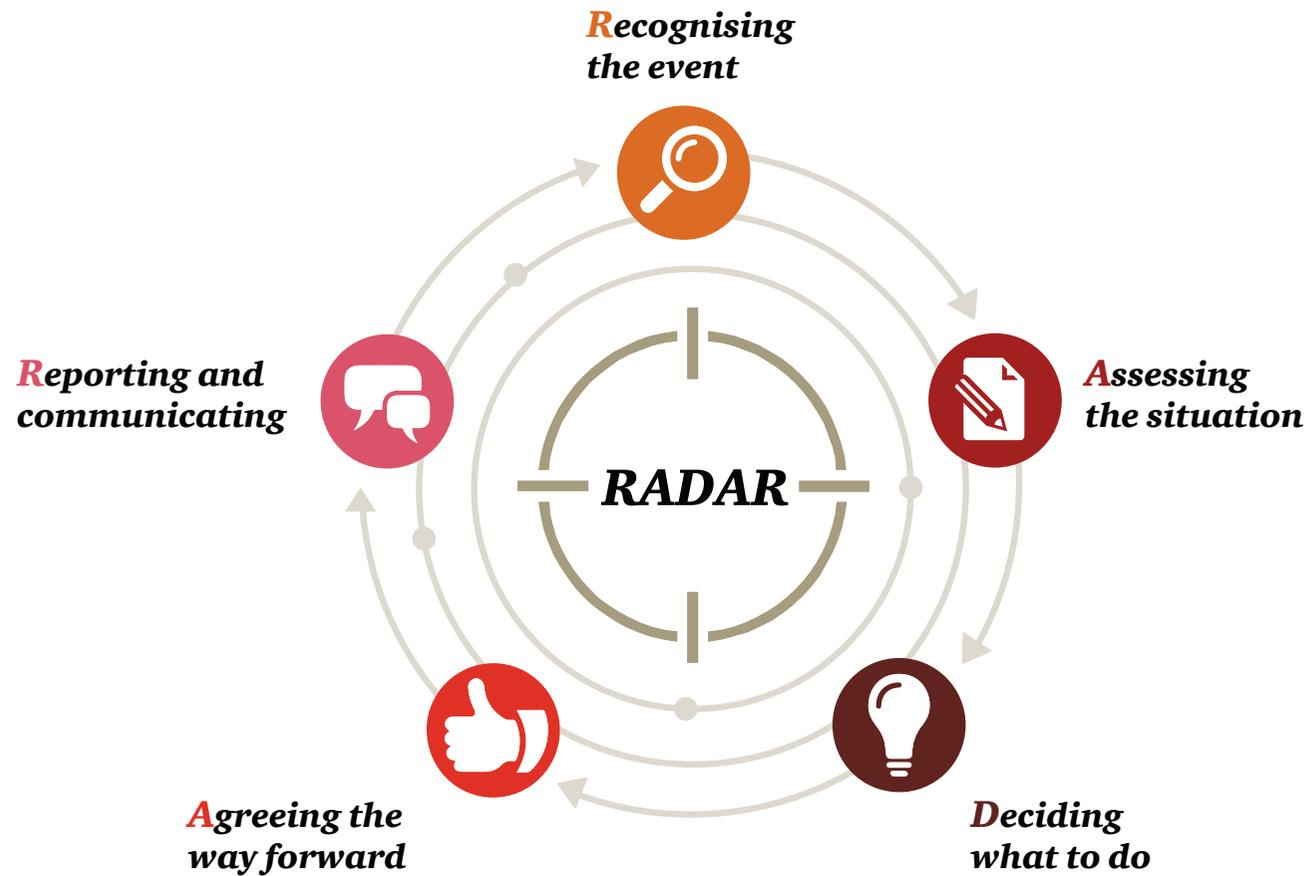 Recognising
the event
Assessing
the situation
Deciding
what to do
Agreeing the
way forward
Reporting and
communicating
RADAR